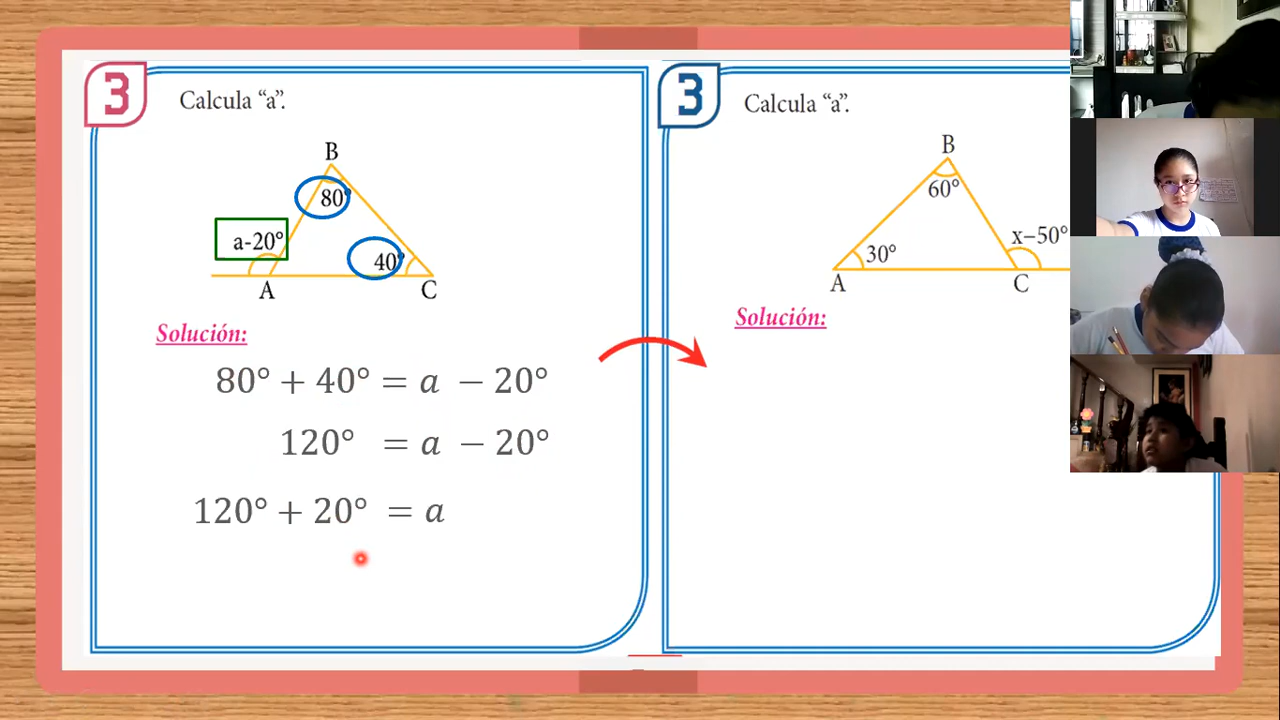 3
Calcula “a”.
B
80°
a-20°
40°
A
C
Solución:
80° + 40° = a − 20°
120° = a − 20°
120° + 20° = a
3
Calcula “a”.
B
60°
x−50°
30°
A
C
Solución: